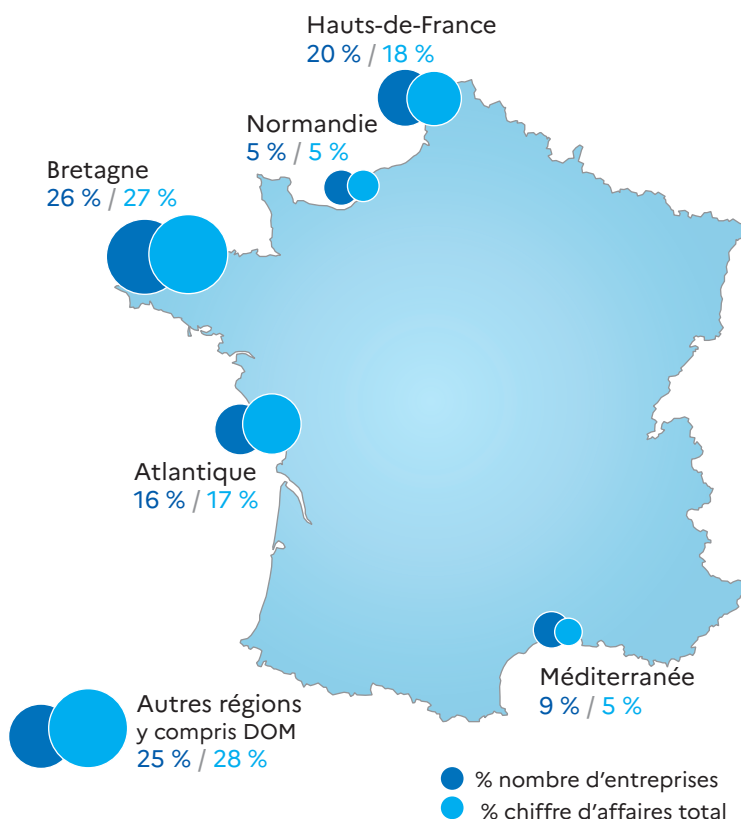 Hauts-de-France
20 % / 18 %
Normandie
5 % / 5 %
Bretagne
26 % / 27 %
Atlantique
16 % / 17 %
Méditerranée
9 % / 5 %
Autres régions
y compris DOM
25 % / 28 %
% nombre d’entreprises
% chiffre d’affaires total